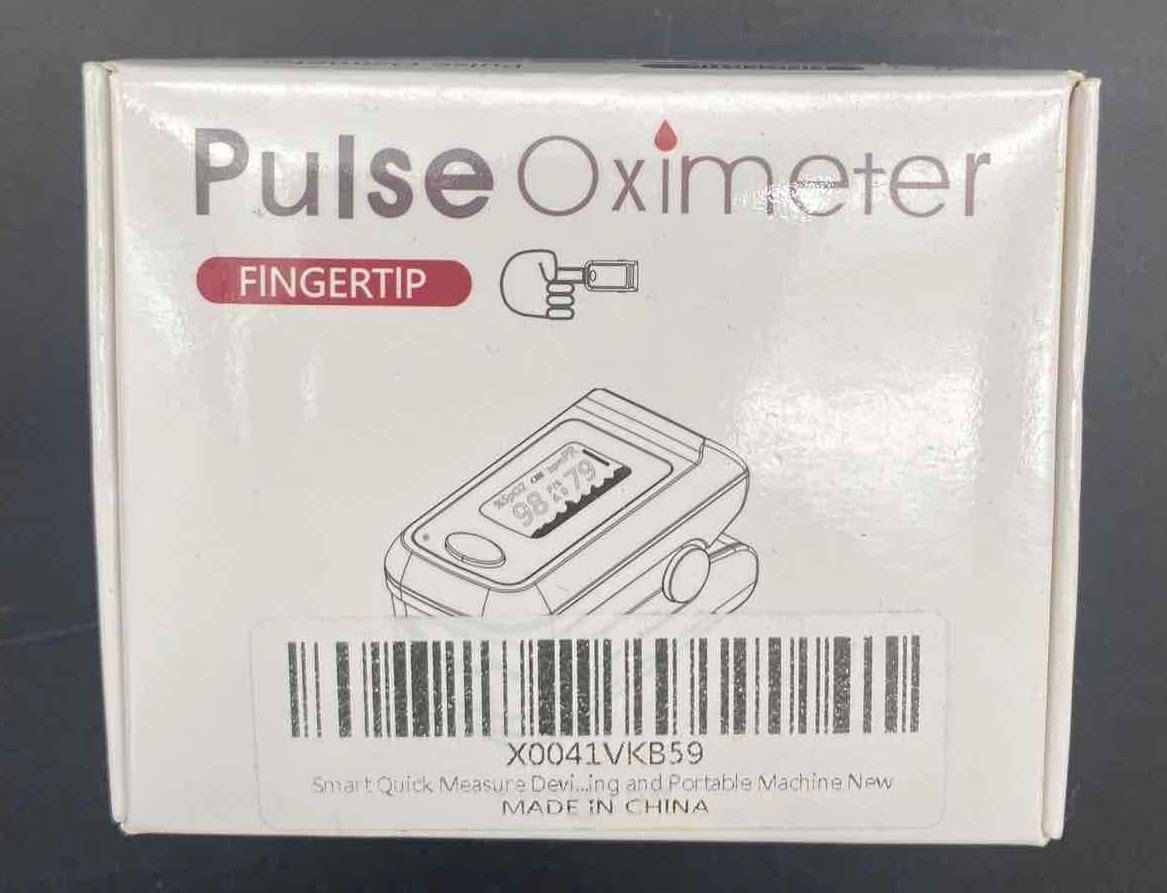 Pulse Oximeter
FINGERTIP
%SpO2 bpmPR
98 79
X0041VKB59
Smart Quick Measure Devi...ing and Portable Machine New
MADE IN CHINA